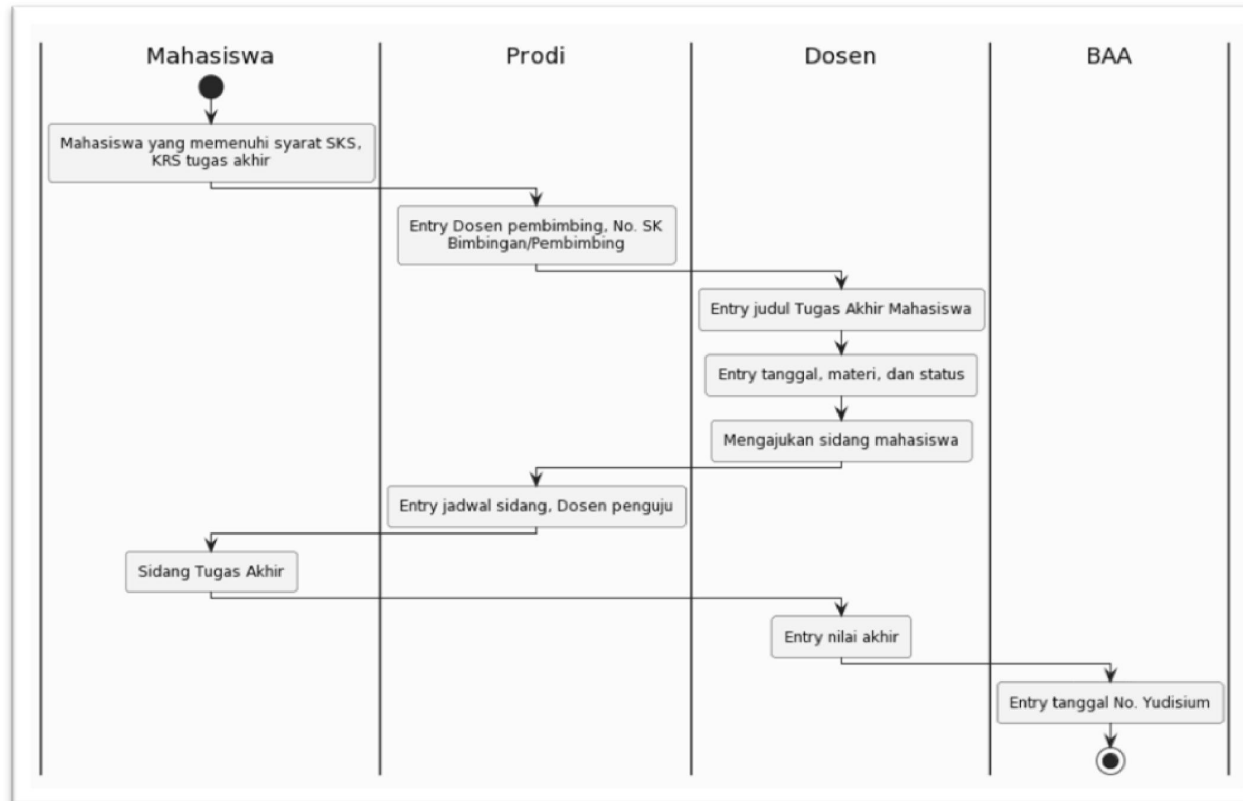 Mahasiswa
Prodi
Dosen
BAA
Mahasiswa yang memenuhi syarat SKS,
KRS tugas akhir
Entry Dosen pembimbing, No. SK
Bimbingan/Pembimbing
Entry judul Tugas Akhir Mahasiswa
Entry tanggal, materi, dan status
Mengajukan sidang mahasiswa
Entry jadwal sidang, Dosen penguju
Sidang Tugas Akhir
Entry nilai akhir
Entry tanggal No. Yudisium